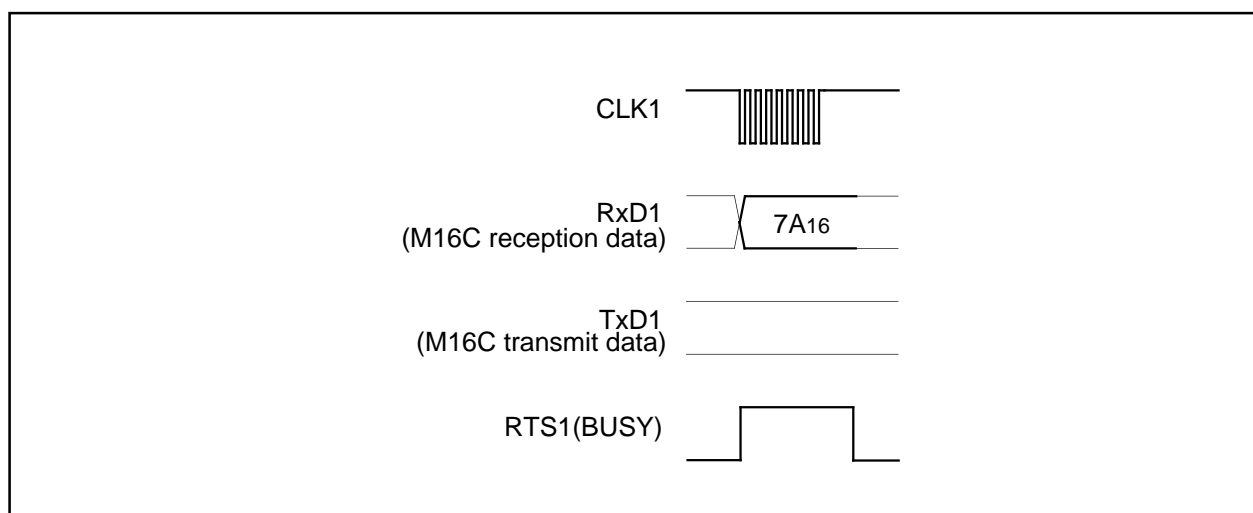 CLK1
RxD1
(M16C reception data)
7A16
TxD1
(M16C transmit data)
RTS1(BUSY)